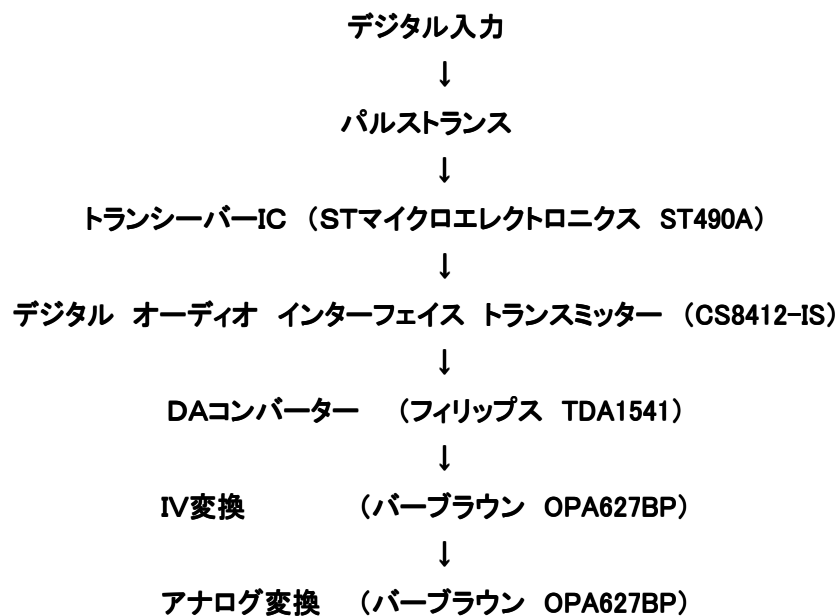 デジタル入力
↓
パルストランス
↓
トランシーバーIC （STマイクロエレクトロニクス ST490A）
↓
デジタル オーディオ インターフェイス トランスミッター （CS8412-IS）
↓
DAコンバーター （フィリップス TDA1541）
↓
IV変換 （バーブラウン OPA627BP）
↓
アナログ変換 （バーブラウン OPA627BP）